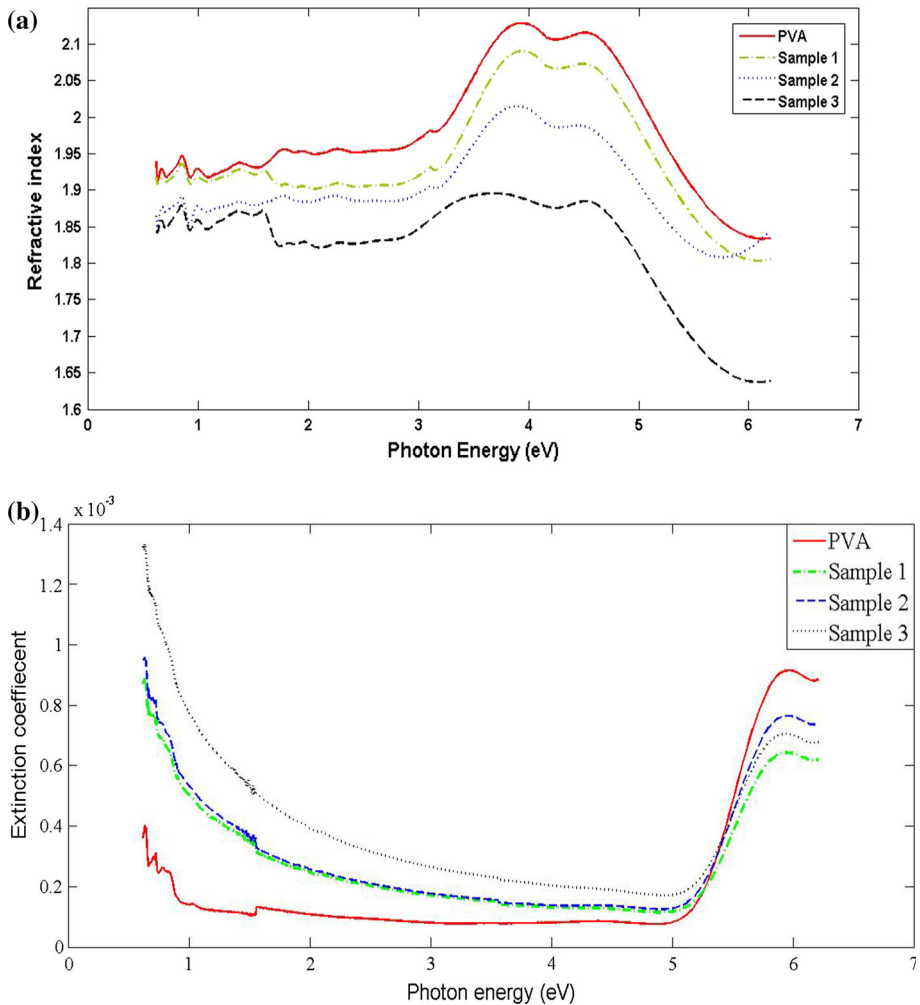 (a)
2.1
2.05
2
1.95
1.9
1.85
1.8
1.75
1.7
1.65
1.6
Refractive index
PVA
Sample 1
Sample 2
Sample 3
0 1 2 3 4 5 6 7
Photon Energy (eV)
(b)
x 10-3
1.4
1.2
1
0.8
0.6
0.4
0.2
0
Extinction coeffiecent
PVA
Sample 1
Sample 2
Sample 3
0 1 2 3 4 5 6 7
Photon energy (eV)